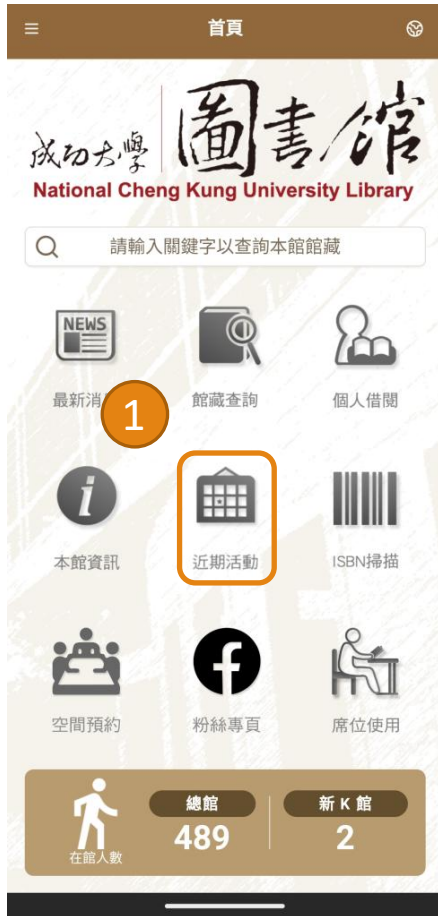 首頁
成功大學 圖書館
National Cheng Kung University Library
請輸入關鍵字以查詢本館館藏
NEWS
最新消
館藏查詢
個人借閱
1
i
本館資訊
近期活動
ISBN掃描
f
空間預約
粉絲專頁
席位使用
在館人數
總館
489
新 K 館
2